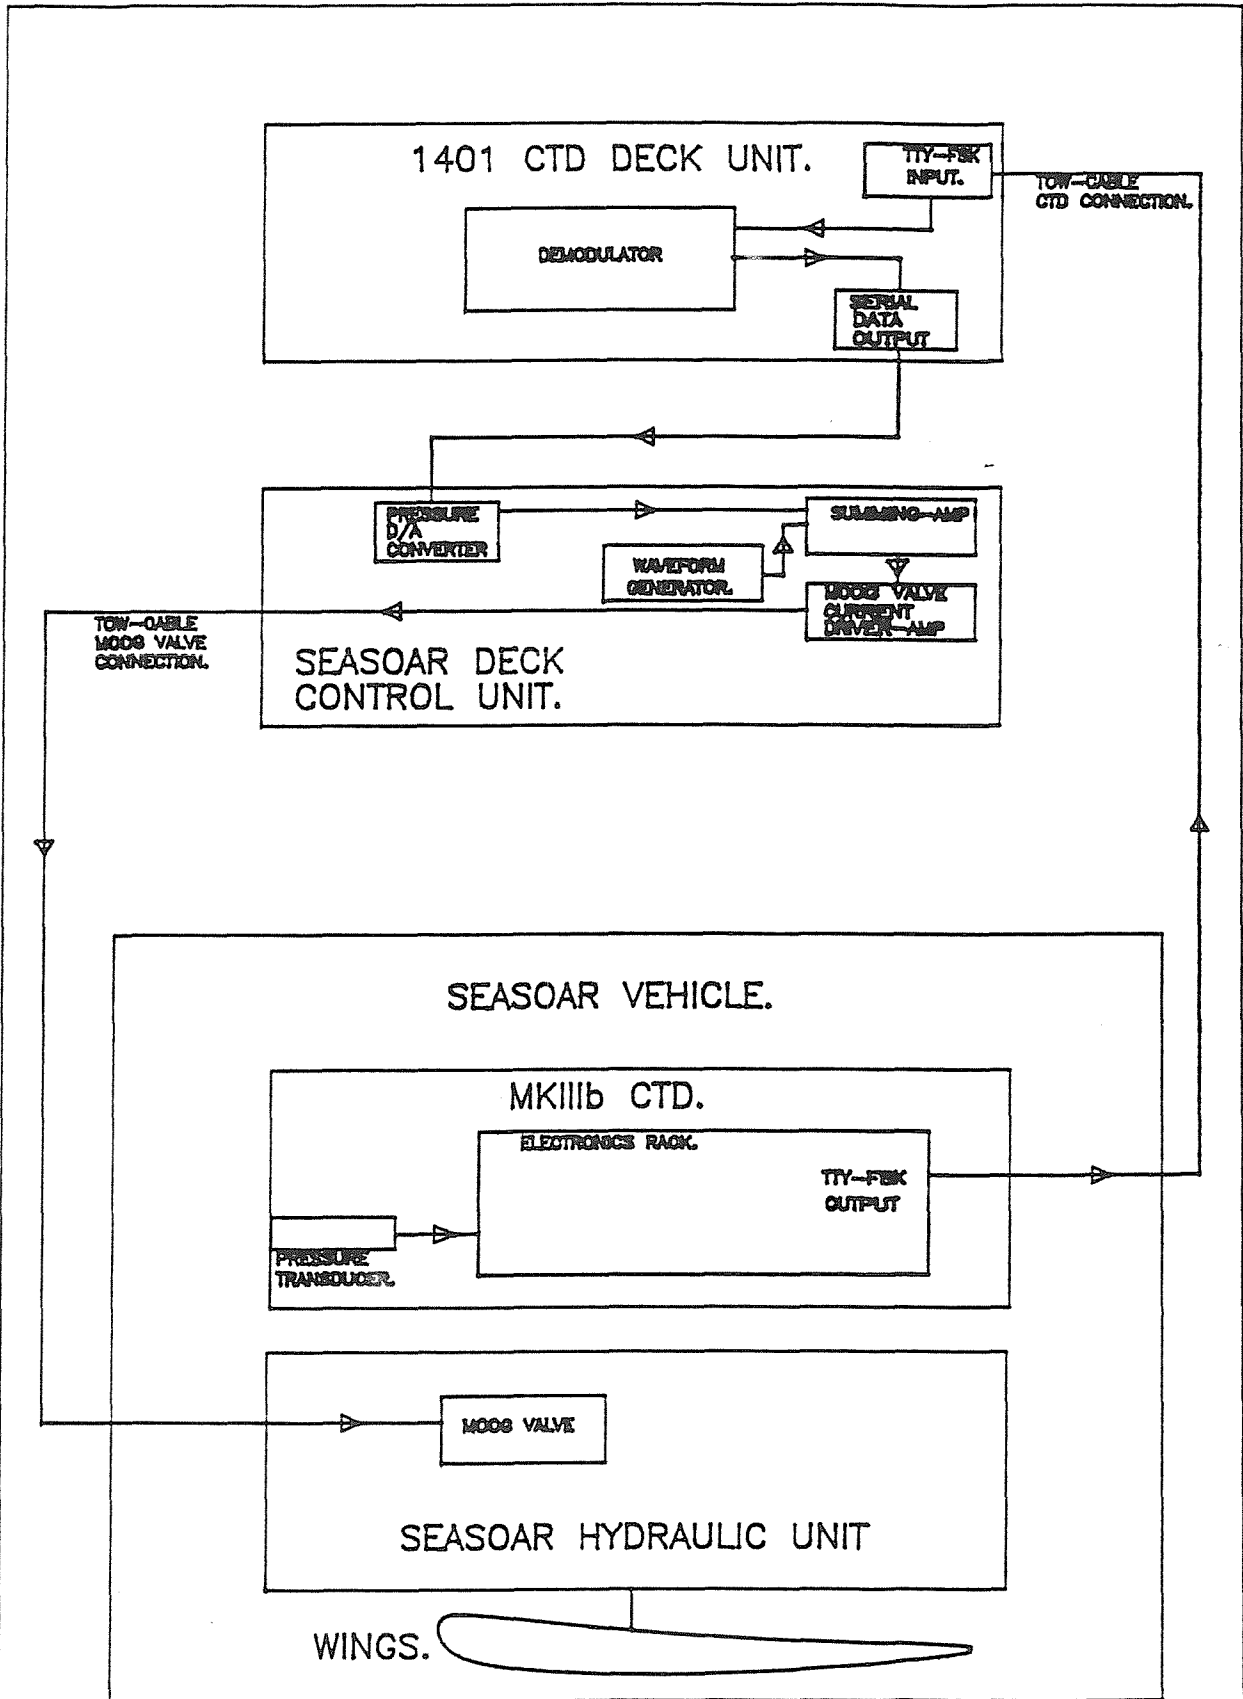 1401 CTD DECK UNIT.
TTY-FSK
INPUT.
TOW-CABLE
CTD CONNECTION.
DEMODULATOR
SERIAL
DATA
OUTPUT
PRESSURE
D/A
CONVERTER
SUMMING-AMP
WAVEFORM
GENERATOR.
MOOG VALVE
CURRENT
DRIVER-AMP
TOW-CABLE
MOOG VALVE
CONNECTION.
SEASOAR DECK
CONTROL UNIT.
SEASOAR VEHICLE.
MKIIIb CTD.
ELECTRONICS RACK.
TTY-FSK
OUTPUT
PRESSURE
TRANSDUCER.
MOOG VALVE
SEASOAR HYDRAULIC UNIT
WINGS.